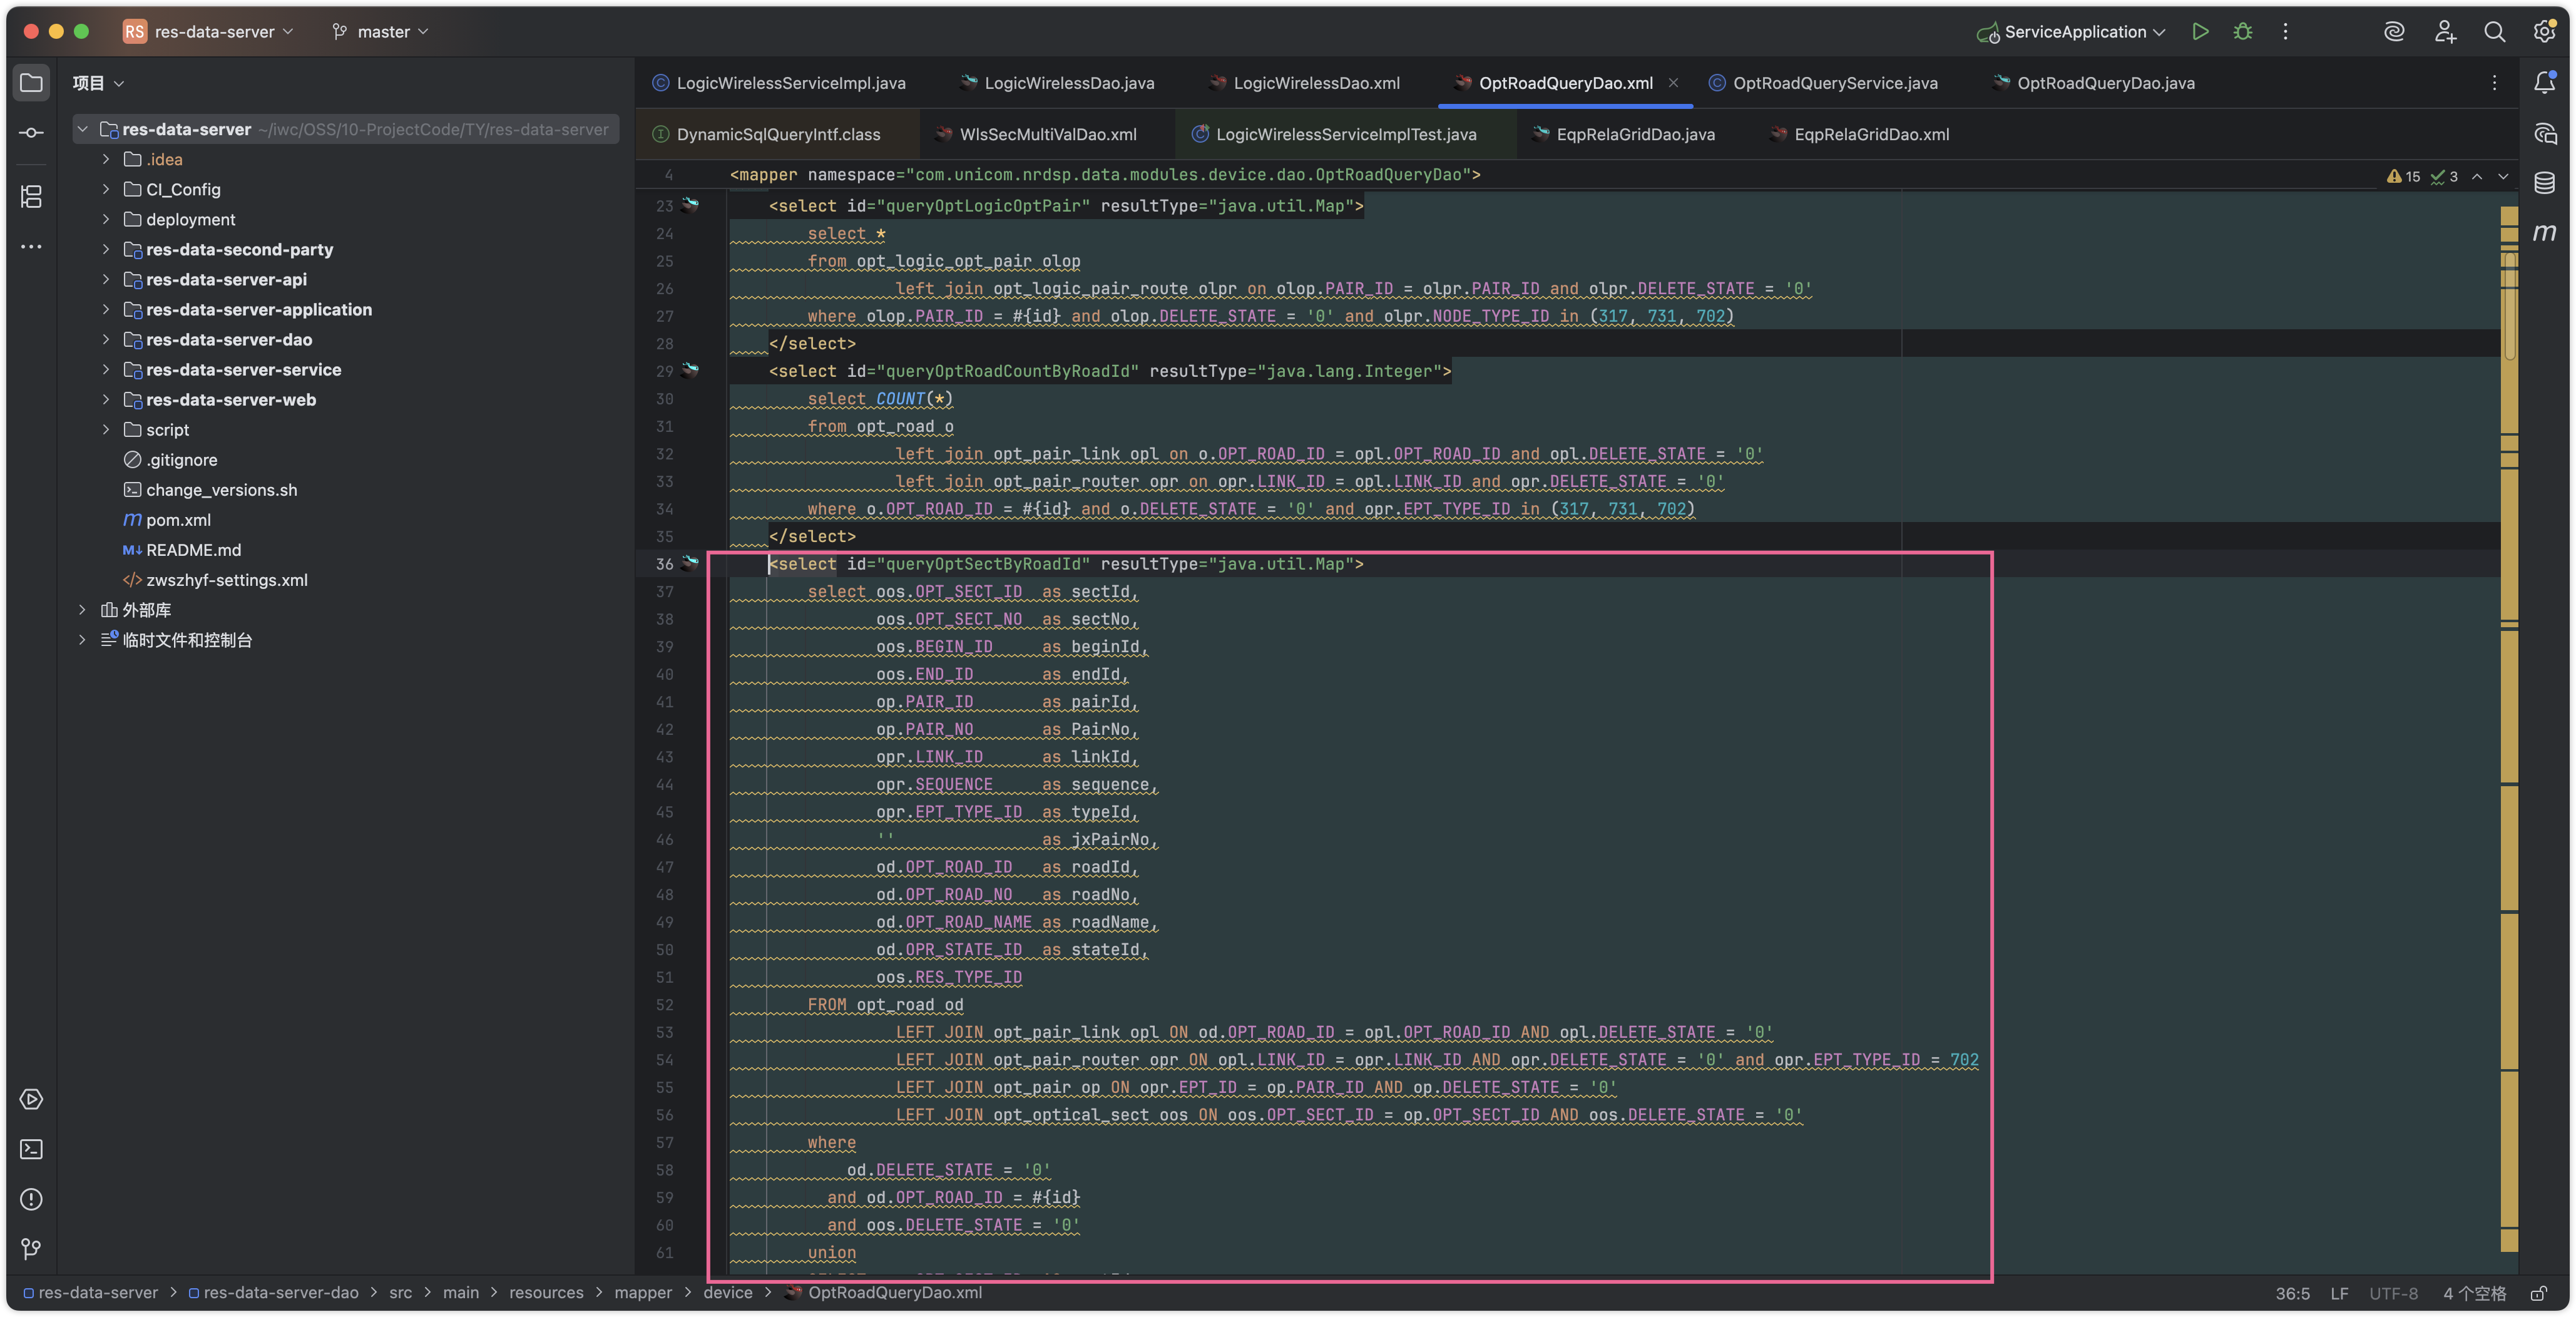 RS res-data-server master ServiceApplication
项目
LogicWirelessServiceImpl.java LogicWirelessDao.java LogicWirelessDao.xml OptRoadQueryDao.xml OptRoadQueryService.java OptRoadQueryDao.java
DynamicSqlQueryIntf.class WlsSecMultiValDao.xml LogicWirelessServiceImplTest.java EqpRelaGridDao.java EqpRelaGridDao.xml
res-data-server ~/iwc/OSS/10-ProjectCode/TY/res-data-server
.idea
CI_Config
deployment
res-data-second-party
res-data-server-api
res-data-server-application
res-data-server-dao
res-data-server-service
res-data-server-web
script
.gitignore
change_versions.sh
m pom.xml
M↓ README.md
</> zwszhyf-settings.xml
外部库
临时文件和控制台
4 <mapper namespace="com.unicom.nrdsp.data.modules.device.dao.OptRoadQueryDao"> 15 3
23 <select id="queryOptLogicOptPair" resultType="java.util.Map">
24 select *
25 from opt_logic_opt_pair olop
26 left join opt_logic_pair_route olpr on olop.PAIR_ID = olpr.PAIR_ID and olpr.DELETE_STATE = '0'
27 where olop.PAIR_ID = #{id} and olop.DELETE_STATE = '0' and olpr.NODE_TYPE_ID in (317, 731, 702)
28 </select>
29 <select id="queryOptRoadCountByRoadId" resultType="java.lang.Integer">
30 select COUNT(*)
31 from opt_road o
32 left join opt_pair_link opl on o.OPT_ROAD_ID = opl.OPT_ROAD_ID and opl.DELETE_STATE = '0'
33 left join opt_pair_router opr on opr.LINK_ID = opl.LINK_ID and opr.DELETE_STATE = '0'
34 where o.OPT_ROAD_ID = #{id} and o.DELETE_STATE = '0' and opr.EPT_TYPE_ID in (317, 731, 702)
35 </select>
36 <select id="queryOptSectByRoadId" resultType="java.util.Map">
37 select oos.OPT_SECT_ID as sectId,
38 oos.OPT_SECT_NO as sectNo,
39 oos.BEGIN_ID as beginId,
40 oos.END_ID as endId,
41 op.PAIR_ID as pairId,
42 op.PAIR_NO as PairNo,
43 opr.LINK_ID as linkId,
44 opr.SEQUENCE as sequence,
45 opr.EPT_TYPE_ID as typeId,
46 '' as jxPairNo,
47 od.OPT_ROAD_ID as roadId,
48 od.OPT_ROAD_NO as roadNo,
49 od.OPT_ROAD_NAME as roadName,
50 od.OPR_STATE_ID as stateId,
51 oos.RES_TYPE_ID
52 FROM opt_road od
53 LEFT JOIN opt_pair_link opl ON od.OPT_ROAD_ID = opl.OPT_ROAD_ID AND opl.DELETE_STATE = '0'
54 LEFT JOIN opt_pair_router opr ON opl.LINK_ID = opr.LINK_ID AND opr.DELETE_STATE = '0' and opr.EPT_TYPE_ID = 702
55 LEFT JOIN opt_pair op ON opr.EPT_ID = op.PAIR_ID AND op.DELETE_STATE = '0'
56 LEFT JOIN opt_optical_sect oos ON oos.OPT_SECT_ID = op.OPT_SECT_ID AND oos.DELETE_STATE = '0'
57 where
58 od.DELETE_STATE = '0'
59 and od.OPT_ROAD_ID = #{id}
60 and oos.DELETE_STATE = '0'
61 union
res-data-server > res-data-server-dao > src > main > resources > mapper > device > OptRoadQueryDao.xml 36:5 LF UTF-8 4 个空格